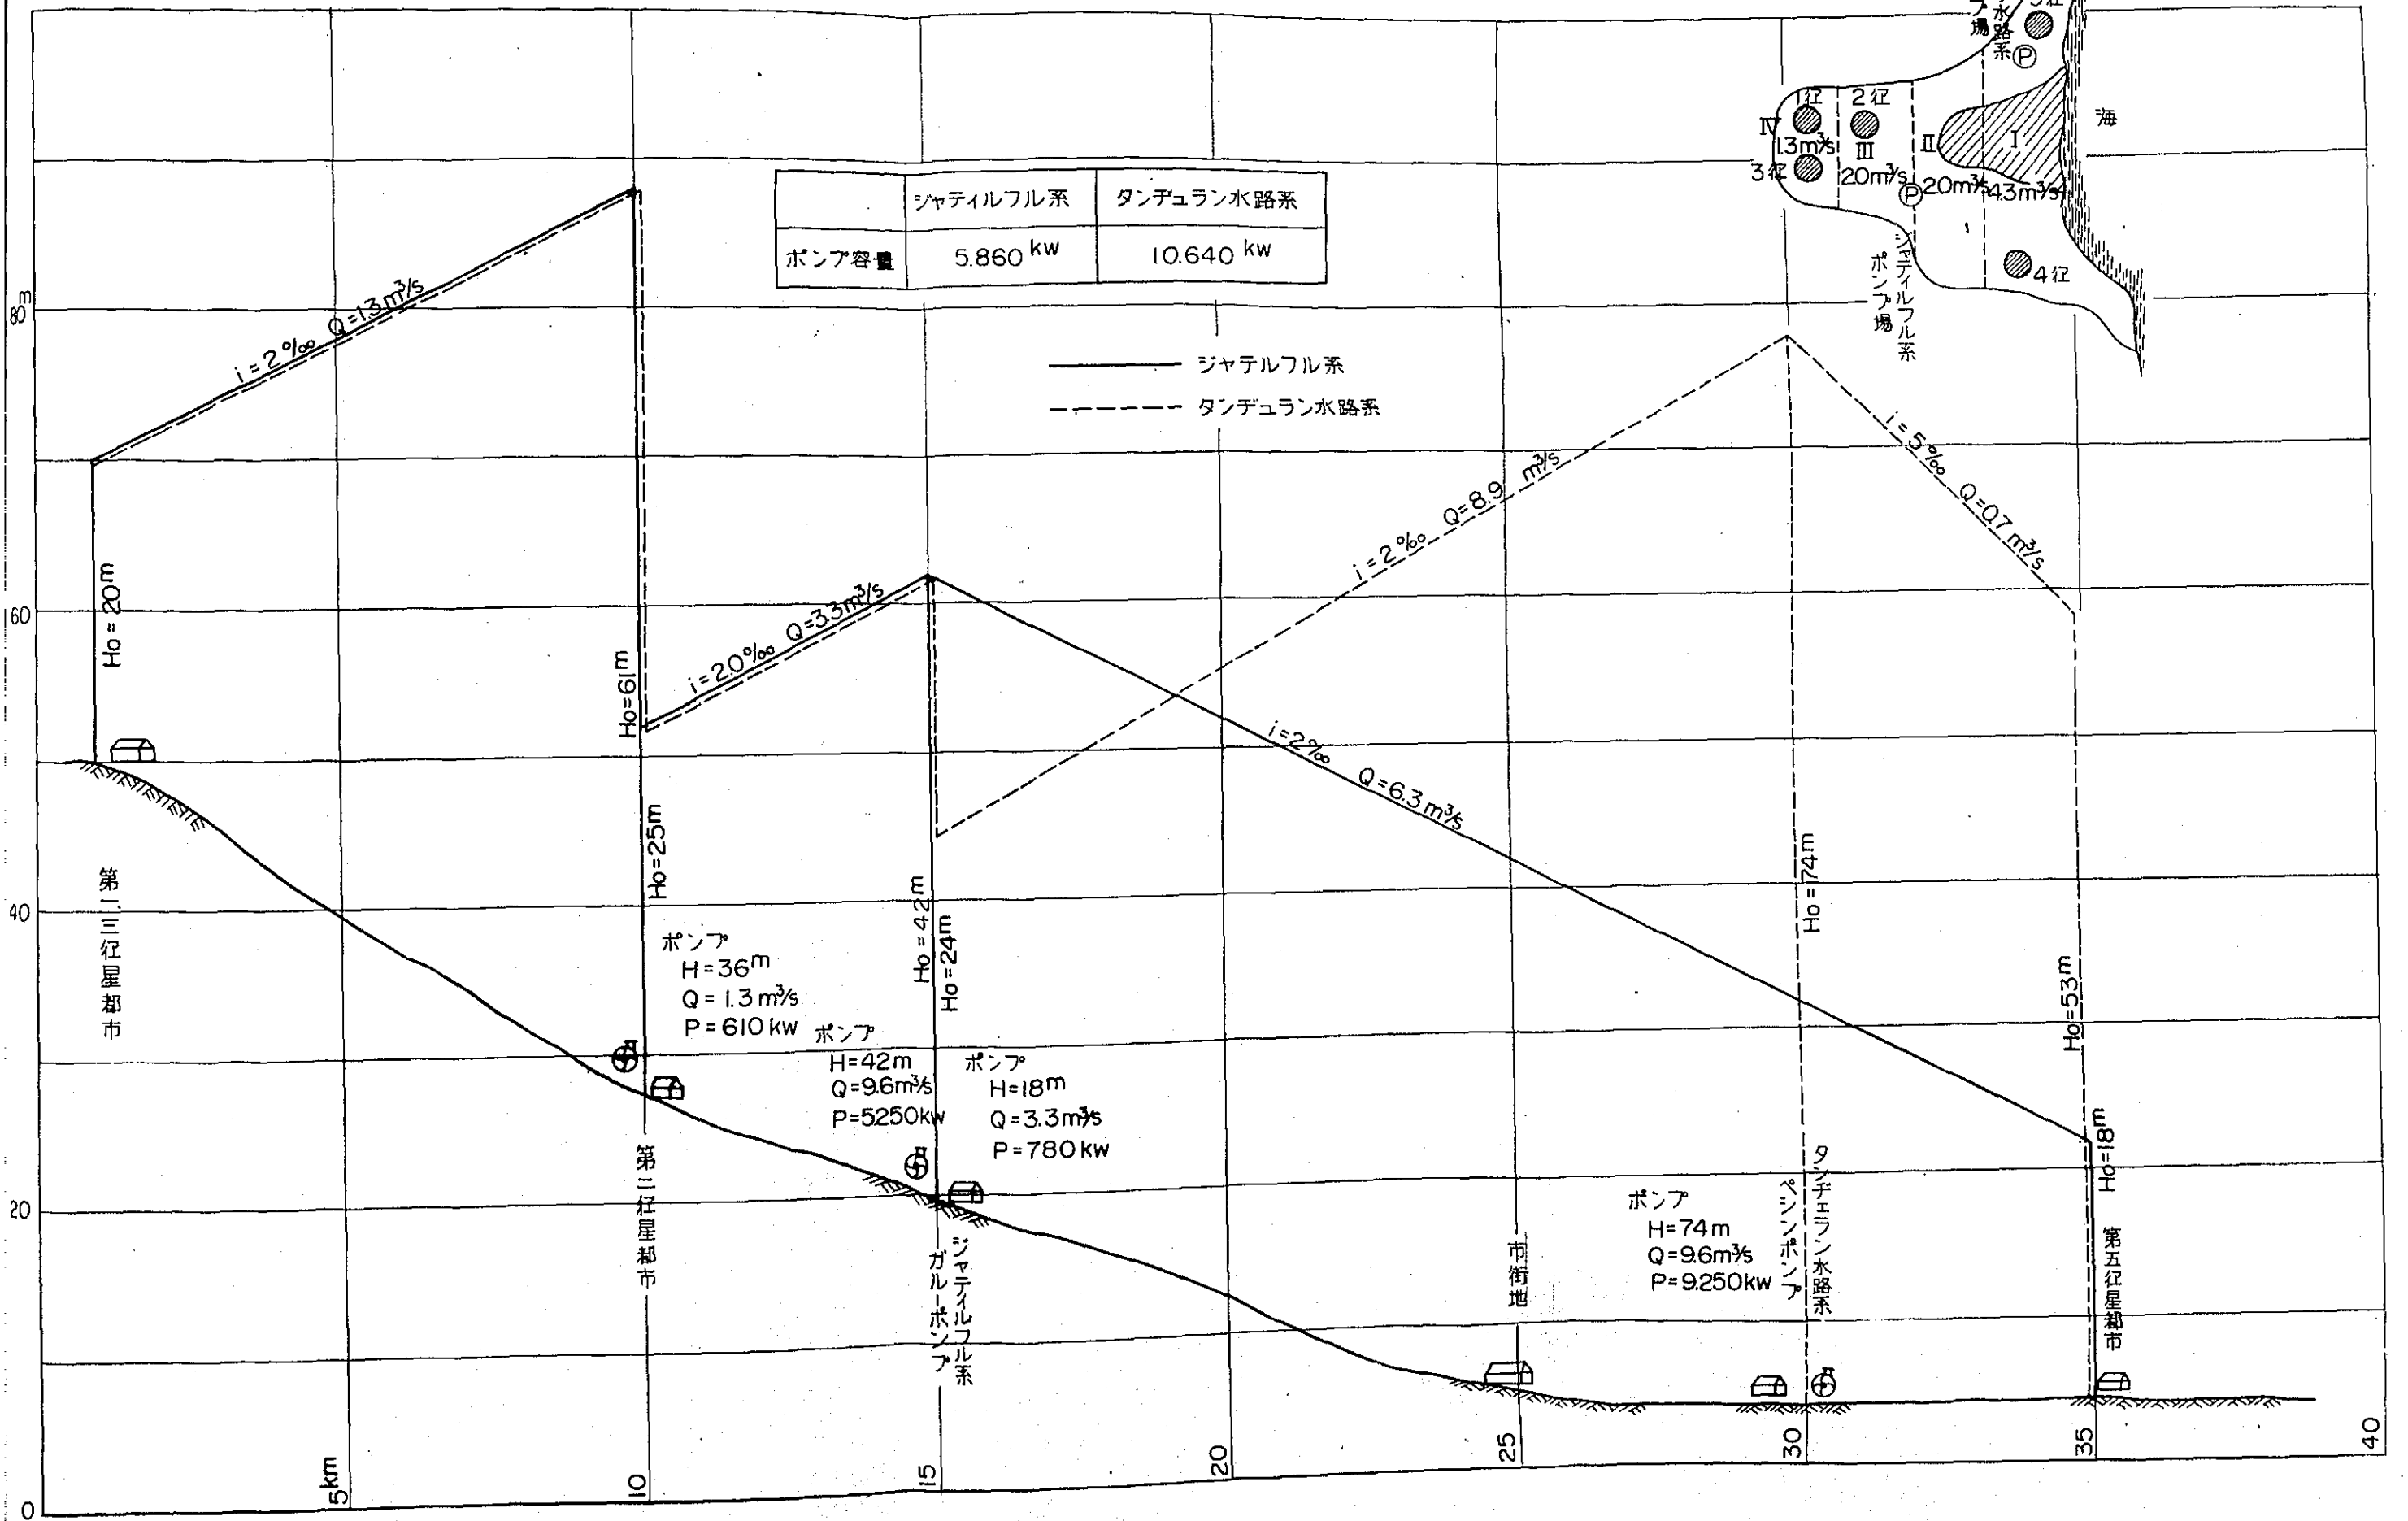 ジャティルフル系
タンヂュラン水路系
ポンプ容量
5.860 kw
10.640 kw
ジャテルフル系
タンヂュラン水路系
水路系
プ場
P
海
1征
2征
3征
4征
IV
III
II
I
1.3m³/s
20m³/s
20m³/s
43m³/s
P
ジャティルフル系
ポンプ場
80m
60
40
20
0
i=2‰ Q=1.3m³/s
Ho=20m
Ho=61m
Ho=25m
i=2.0‰ Q=3.3m³/s
Ho=42m
Ho=24m
i=2‰ Q=8.9 m³/s
i=2‰ Q=6.3m³/s
i=5‰ Q=0.7m³/s
Ho=74m
Ho=53m
Ho=18m
第一三征星都市
第二征星都市
ポンプ
H=36m
Q=1.3m³/s
P=610kw
ポンプ
H=42m
Q=9.6m³/s
P=5250kw
ポンプ
H=18m
Q=3.3m³/s
P=780kw
ジャティルフル系
ガルーポンプ
市街地
ポンプ
H=74m
Q=9.6m³/s
P=9.250kw
タンヂェラン水路系
ペシンポンプ
第五征星都市
5km
10
15
20
25
30
35
40